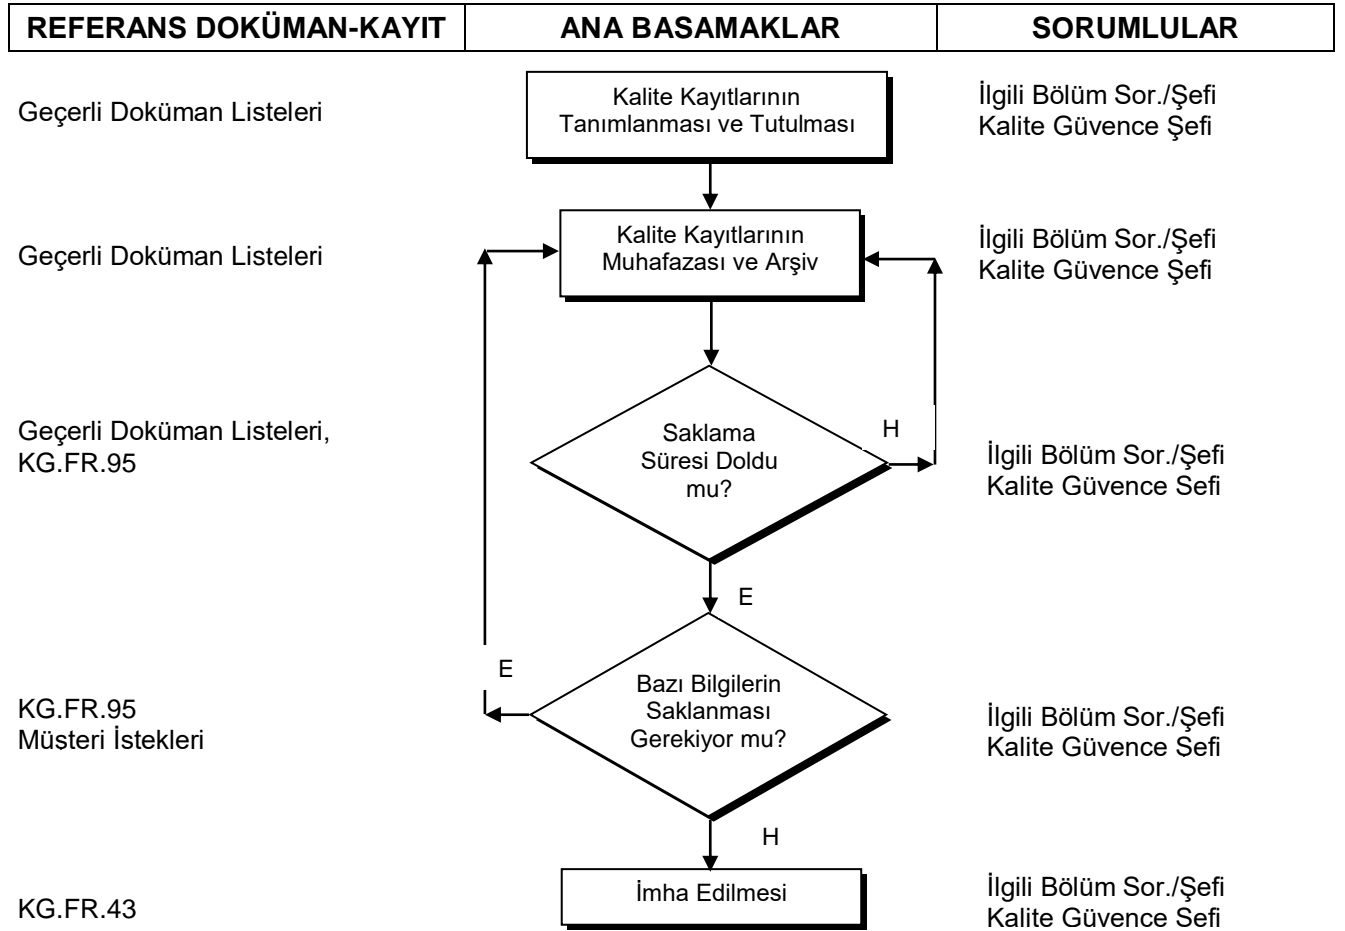 REFERANS DOKÜMAN-KAYIT
ANA BASAMAKLAR
SORUMLULAR
Geçerli Doküman Listeleri
Kalite Kayıtlarının
Tanımlanması ve Tutulması
İlgili Bölüm Sor./Şefi
Kalite Güvence Şefi
Geçerli Doküman Listeleri
Kalite Kayıtlarının
Muhafazası ve Arşiv
İlgili Bölüm Sor./Şefi
Kalite Güvence Şefi
Geçerli Doküman Listeleri,
KG.FR.95
Saklama
Süresi Doldu
mu?
H
İlgili Bölüm Sor./Şefi
Kalite Güvence Sefi
E
E
KG.FR.95
Müsteri İstekleri
Bazı Bilgilerin
Saklanması
Gerekiyor mu?
İlgili Bölüm Sor./Şefi
Kalite Güvence Sefi
H
KG.FR.43
İmha Edilmesi
İlgili Bölüm Sor./Şefi
Kalite Güvence Sefi